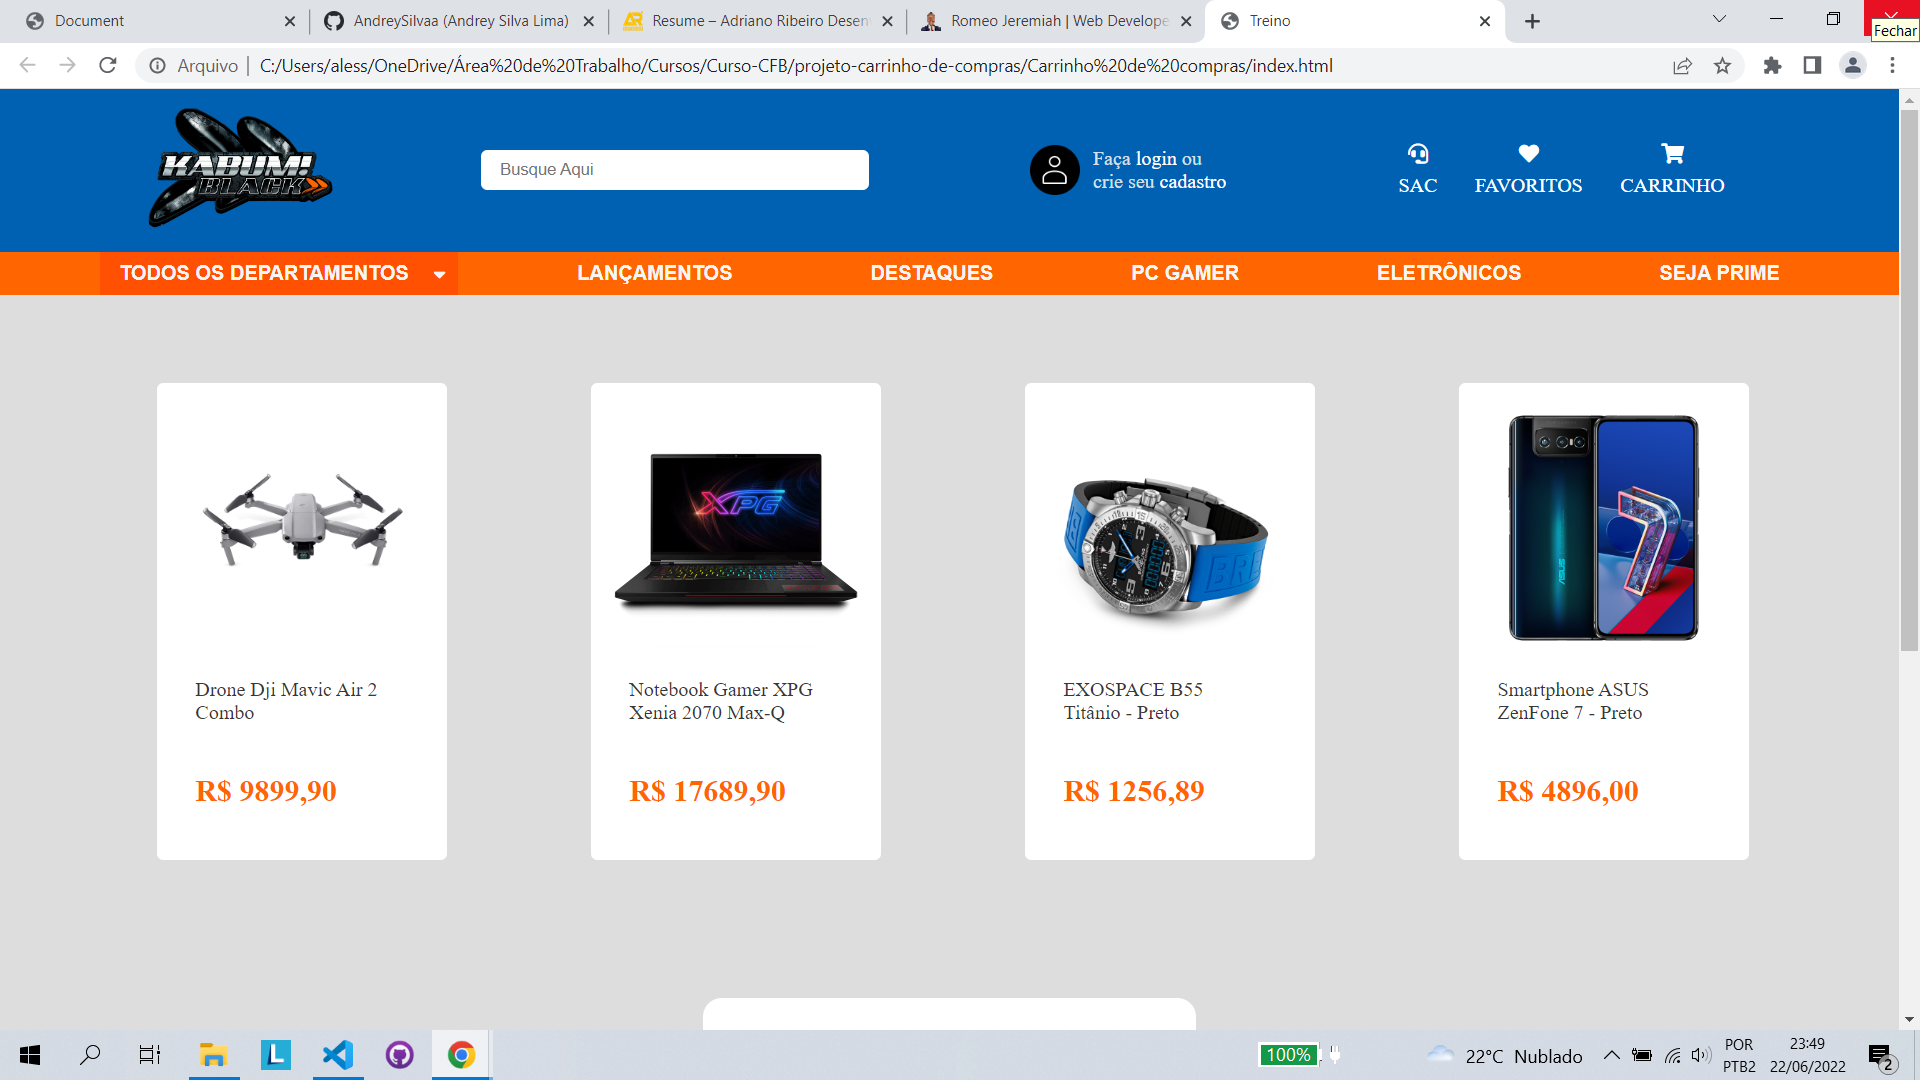 Document
AndreySilvaa (Andrey Silva Lima)
Resume – Adriano Ribeiro Desen
Romeo Jeremiah | Web Develope
Treino
Fechar
Arquivo
C:/Users/aless/OneDrive/Área%20de%20Trabalho/Cursos/Curso-CFB/projeto-carrinho-de-compras/Carrinho%20de%20compras/index.html
KABUM!
BLACK
Busque Aqui
Faça login ou
crie seu cadastro
SAC
FAVORITOS
CARRINHO
TODOS OS DEPARTAMENTOS
LANÇAMENTOS
DESTAQUES
PC GAMER
ELETRÔNICOS
SEJA PRIME
XPG
ASUS
Drone Dji Mavic Air 2
Combo
R$ 9899,90
Notebook Gamer XPG
Xenia 2070 Max-Q
R$ 17689,90
EXOSPACE B55
Titânio - Preto
R$ 1256,89
Smartphone ASUS
ZenFone 7 - Preto
R$ 4896,00
100%
22°C Nublado
POR
PTB2
23:49
22/06/2022
2